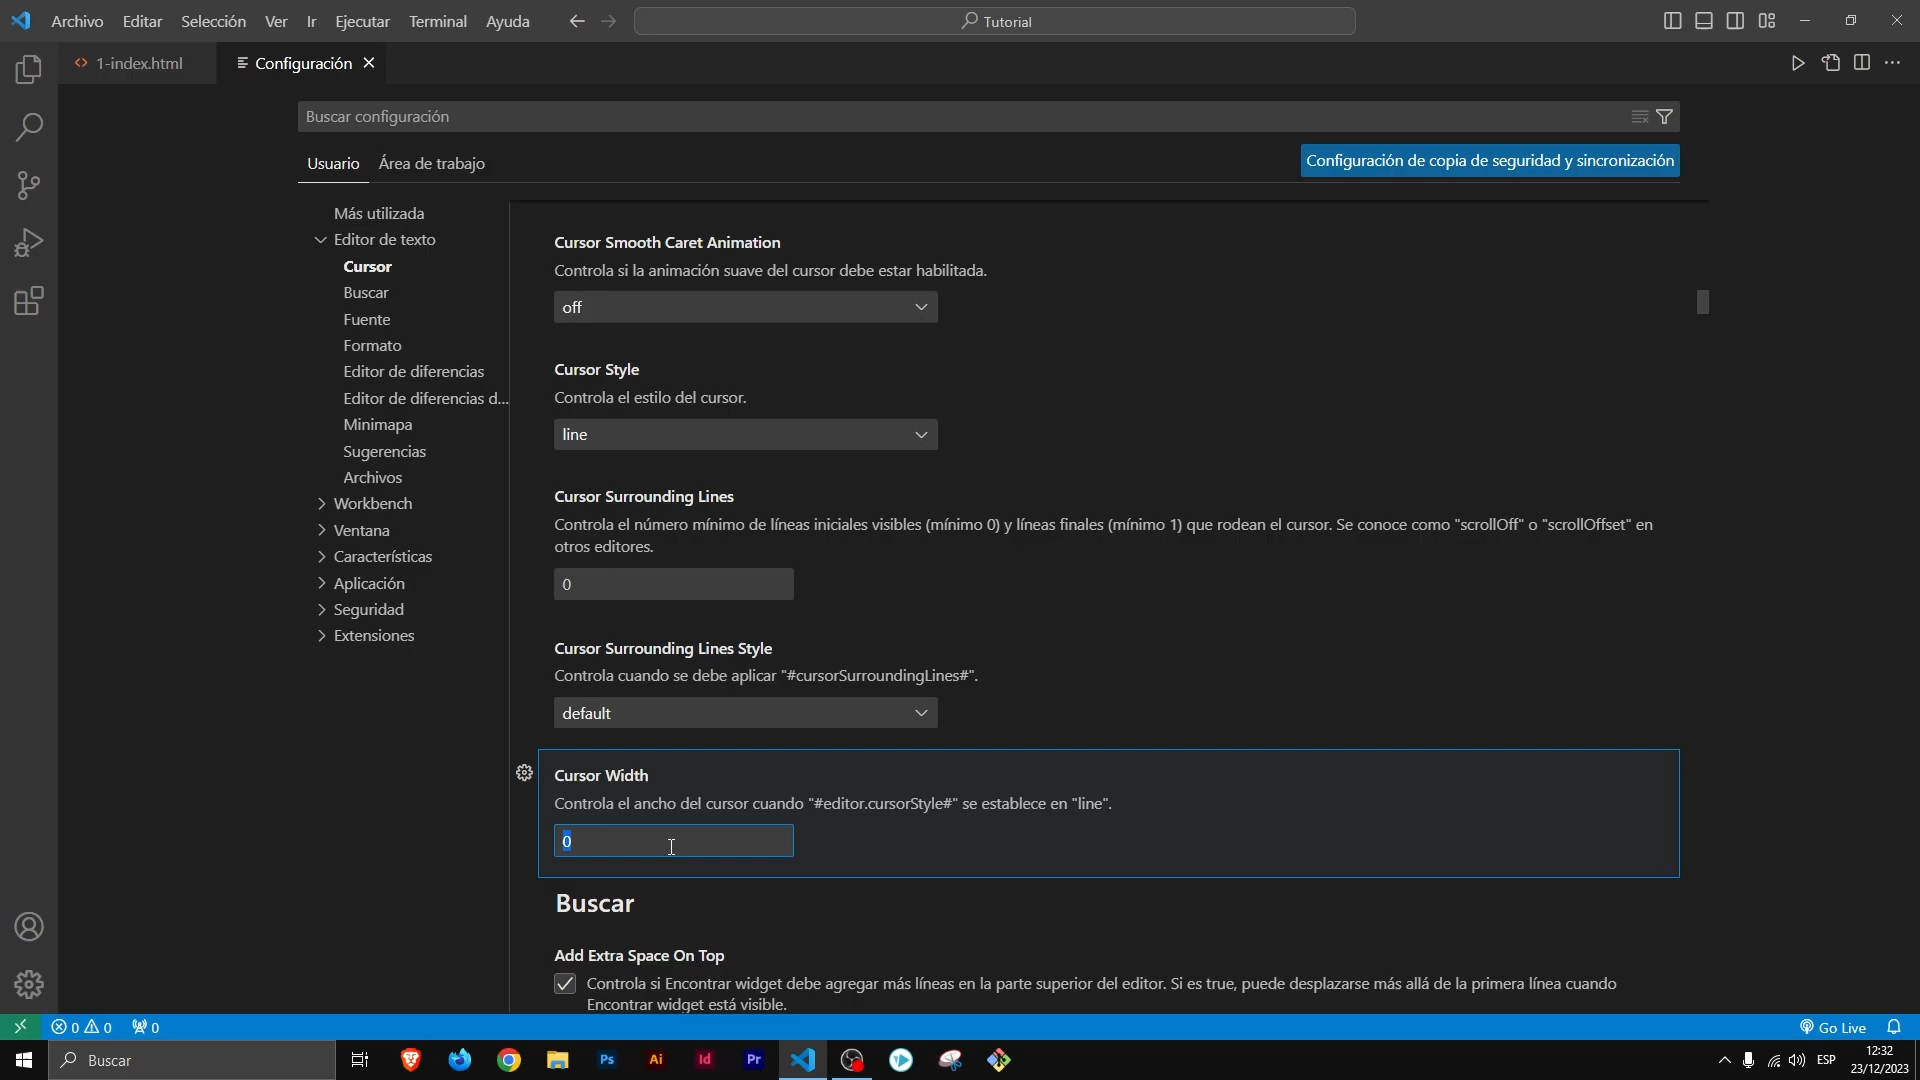 Archivo Editar Selección Ver Ir Ejecutar Terminal Ayuda Tutorial
1-index.html Configuración
Buscar configuración
Usuario Área de trabajo Configuración de copia de seguridad y sincronización
Más utilizada
Editor de texto
Cursor
Buscar
Fuente
Formato
Editor de diferencias
Editor de diferencias d...
Minimapa
Sugerencias
Archivos
Workbench
Ventana
Características
Aplicación
Seguridad
Extensiones
Cursor Smooth Caret Animation
Controla si la animación suave del cursor debe estar habilitada.
off
Cursor Style
Controla el estilo del cursor.
line
Cursor Surrounding Lines
Controla el número mínimo de líneas iniciales visibles (mínimo 0) y líneas finales (mínimo 1) que rodean el cursor. Se conoce como "scrollOff" o "scrollOffset" en
otros editores.
0
Cursor Surrounding Lines Style
Controla cuando se debe aplicar "#cursorSurroundingLines#".
default
Cursor Width
Controla el ancho del cursor cuando "#editor.cursorStyle#" se establece en "line".
0
Buscar
Add Extra Space On Top
Controla si Encontrar widget debe agregar más líneas en la parte superior del editor. Si es true, puede desplazarse más allá de la primera línea cuando
Encontrar widget está visible.
0 0 0 Go Live
Buscar Ps Ai Id Pr ESP 12:32
23/12/2023